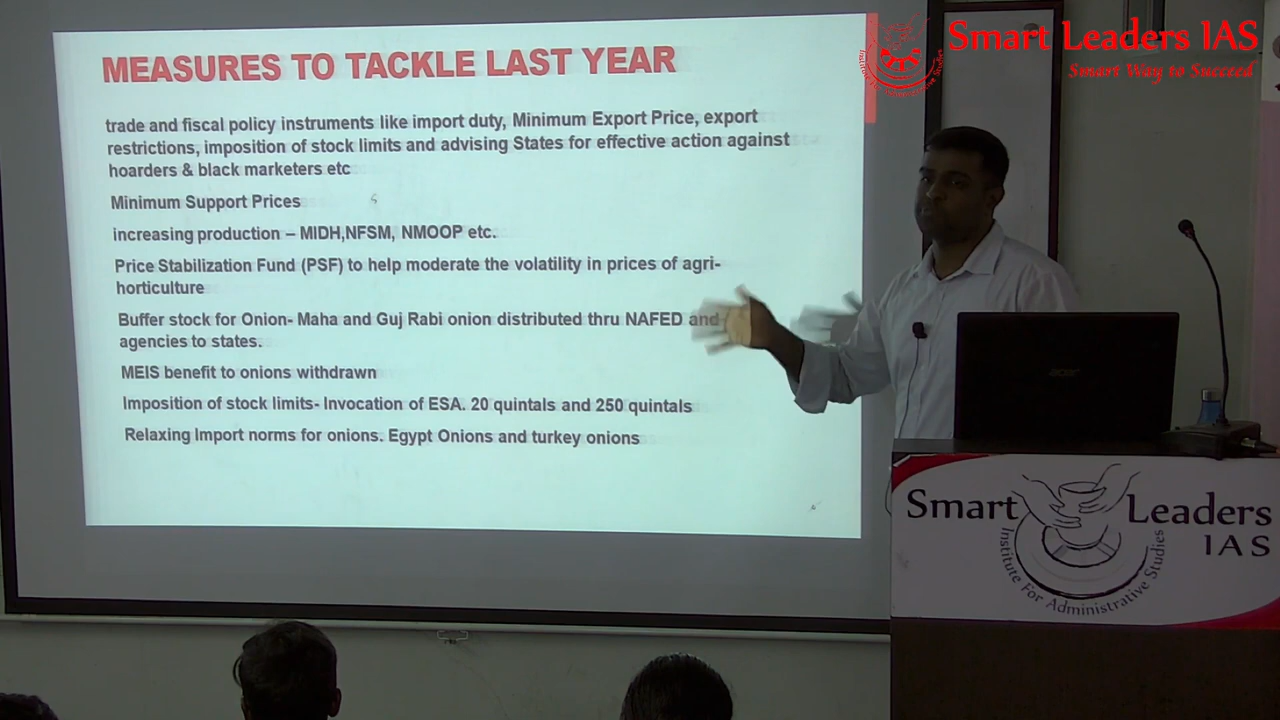 MEASURES TO TACKLE LAST YEAR
trade and fiscal policy instruments like import duty, Minimum Export Price, export
restrictions, imposition of stock limits and advising States for effective action against
hoarders & black marketers etc
Minimum Support Prices
increasing production – MIDH,NFSM, NMOOP etc.
Price Stabilization Fund (PSF) to help moderate the volatility in prices of agri-
horticulture
Buffer stock for Onion- Maha and Guj Rabi onion distributed thru NAFED and
agencies to states.
MEIS benefit to onions withdrawn
Imposition of stock limits- Invocation of ESA. 20 quintals and 250 quintals
Relaxing Import norms for onions. Egypt Onions and turkey onions
Smart Leaders IAS
Smart Way to Succeed
Institute For Administrative Studies
acer
Smart Leaders
IAS
Institute For Administrative Studies